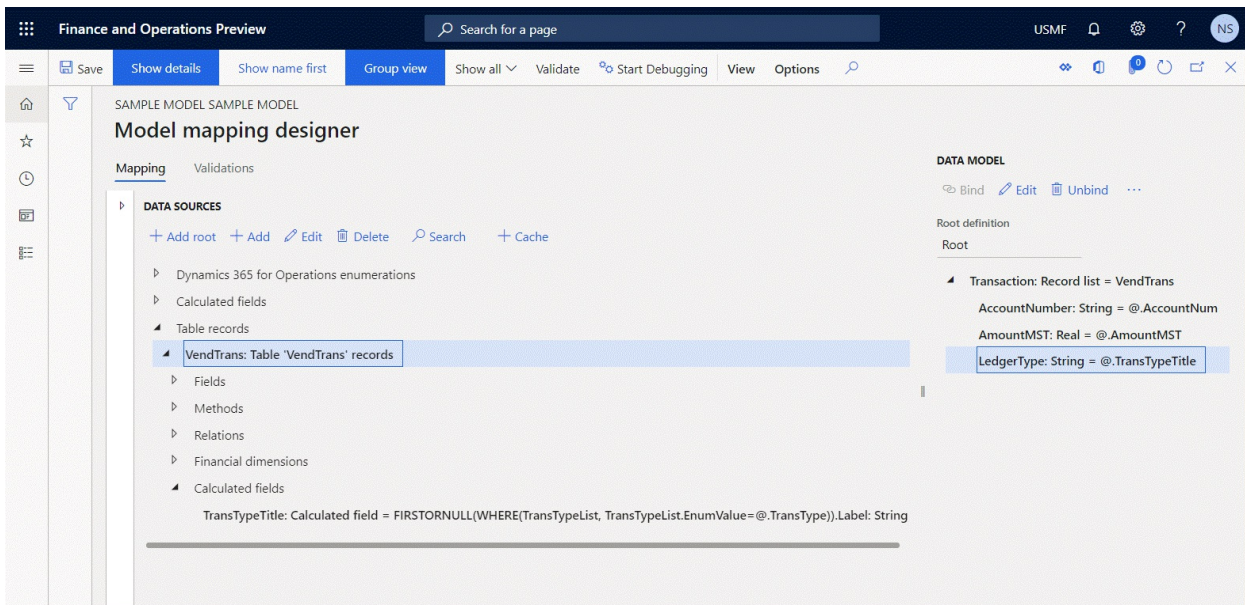 Finance and Operations Preview
Search for a page
USMF
?
NS
Save
Show details
Show name first
Group view
Show all
Validate
Start Debugging
View
Options
0
SAMPLE MODEL SAMPLE MODEL
Model mapping designer
Mapping
Validations
DATA SOURCES
+ Add root
+ Add
Edit
Delete
Search
+ Cache
Dynamics 365 for Operations enumerations
Calculated fields
Table records
VendTrans: Table 'VendTrans' records
Fields
Methods
Relations
Financial dimensions
Calculated fields
TransTypeTitle: Calculated field = FIRSTORNULL(WHERE(TransTypeList, TransTypeList.EnumValue=@.TransType)).Label: String
DATA MODEL
Bind
Edit
Unbind
...
Root definition
Root
Transaction: Record list = VendTrans
AccountNumber: String = @.AccountNum
AmountMST: Real = @.AmountMST
LedgerType: String = @.TransTypeTitle